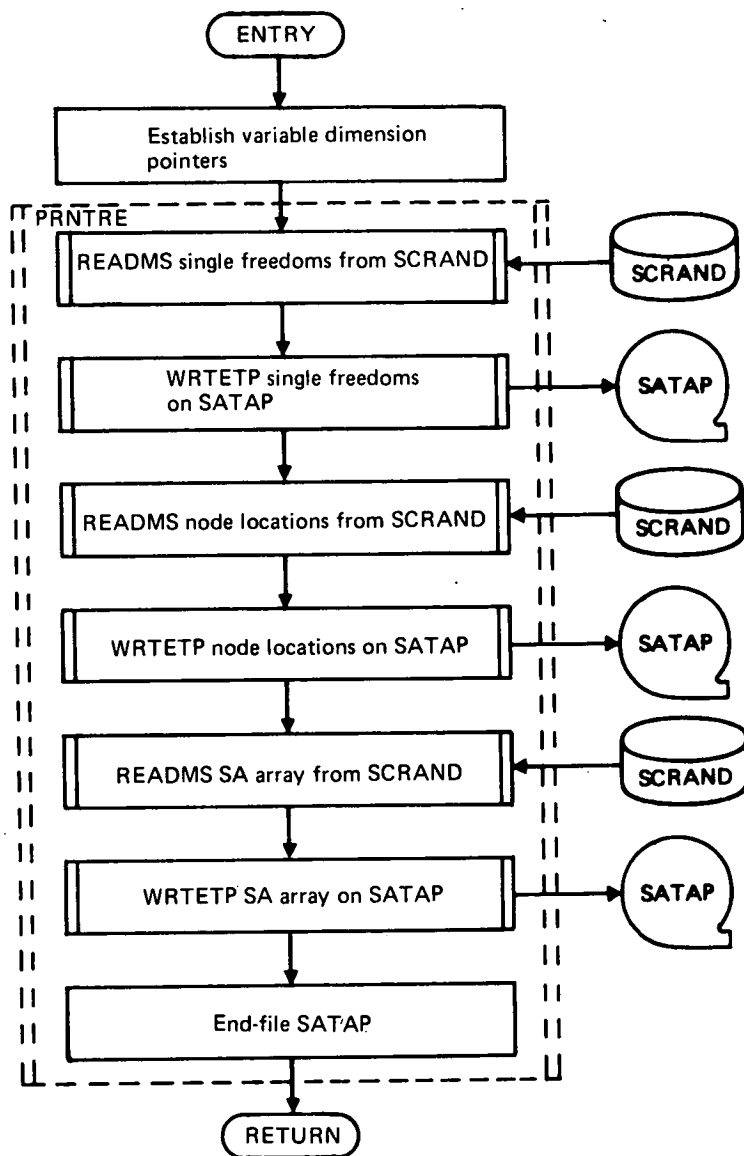 ENTRY
Establish variable dimension
pointers
PRNTRE
READMS single freedoms from SCRAND
SCRAND
WRTETP single freedoms
on SATAP
SATAP
READMS node locations from SCRAND
SCRAND
WRTETP node locations on SATAP
SATAP
READMS SA array from SCRAND
SCRAND
WRTETP SA array on SATAP
SATAP
End-file SATAP
RETURN